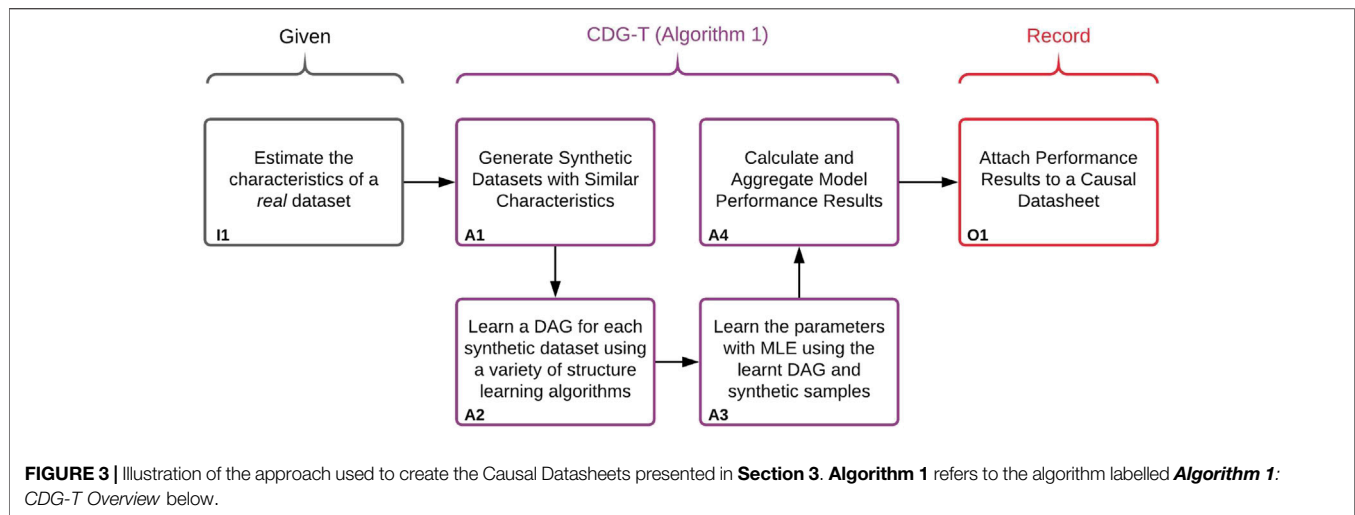 Given
CDG-T (Algorithm 1)
Record
Estimate the
characteristics of a
real dataset
I1
Generate Synthetic
Datasets with Similar
Characteristics
A1
Calculate and
Aggregate Model
Performance Results
A4
Attach Performance
Results to a Causal
Datasheet
O1
Learn a DAG for each
synthetic dataset using
a variety of structure
learning algorithms
A2
Learn the parameters
with MLE using the
learnt DAG and
synthetic samples
A3
FIGURE 3 | Illustration of the approach used to create the Causal Datasheets presented in Section 3. Algorithm 1 refers to the algorithm labelled Algorithm 1:
CDG-T Overview below.